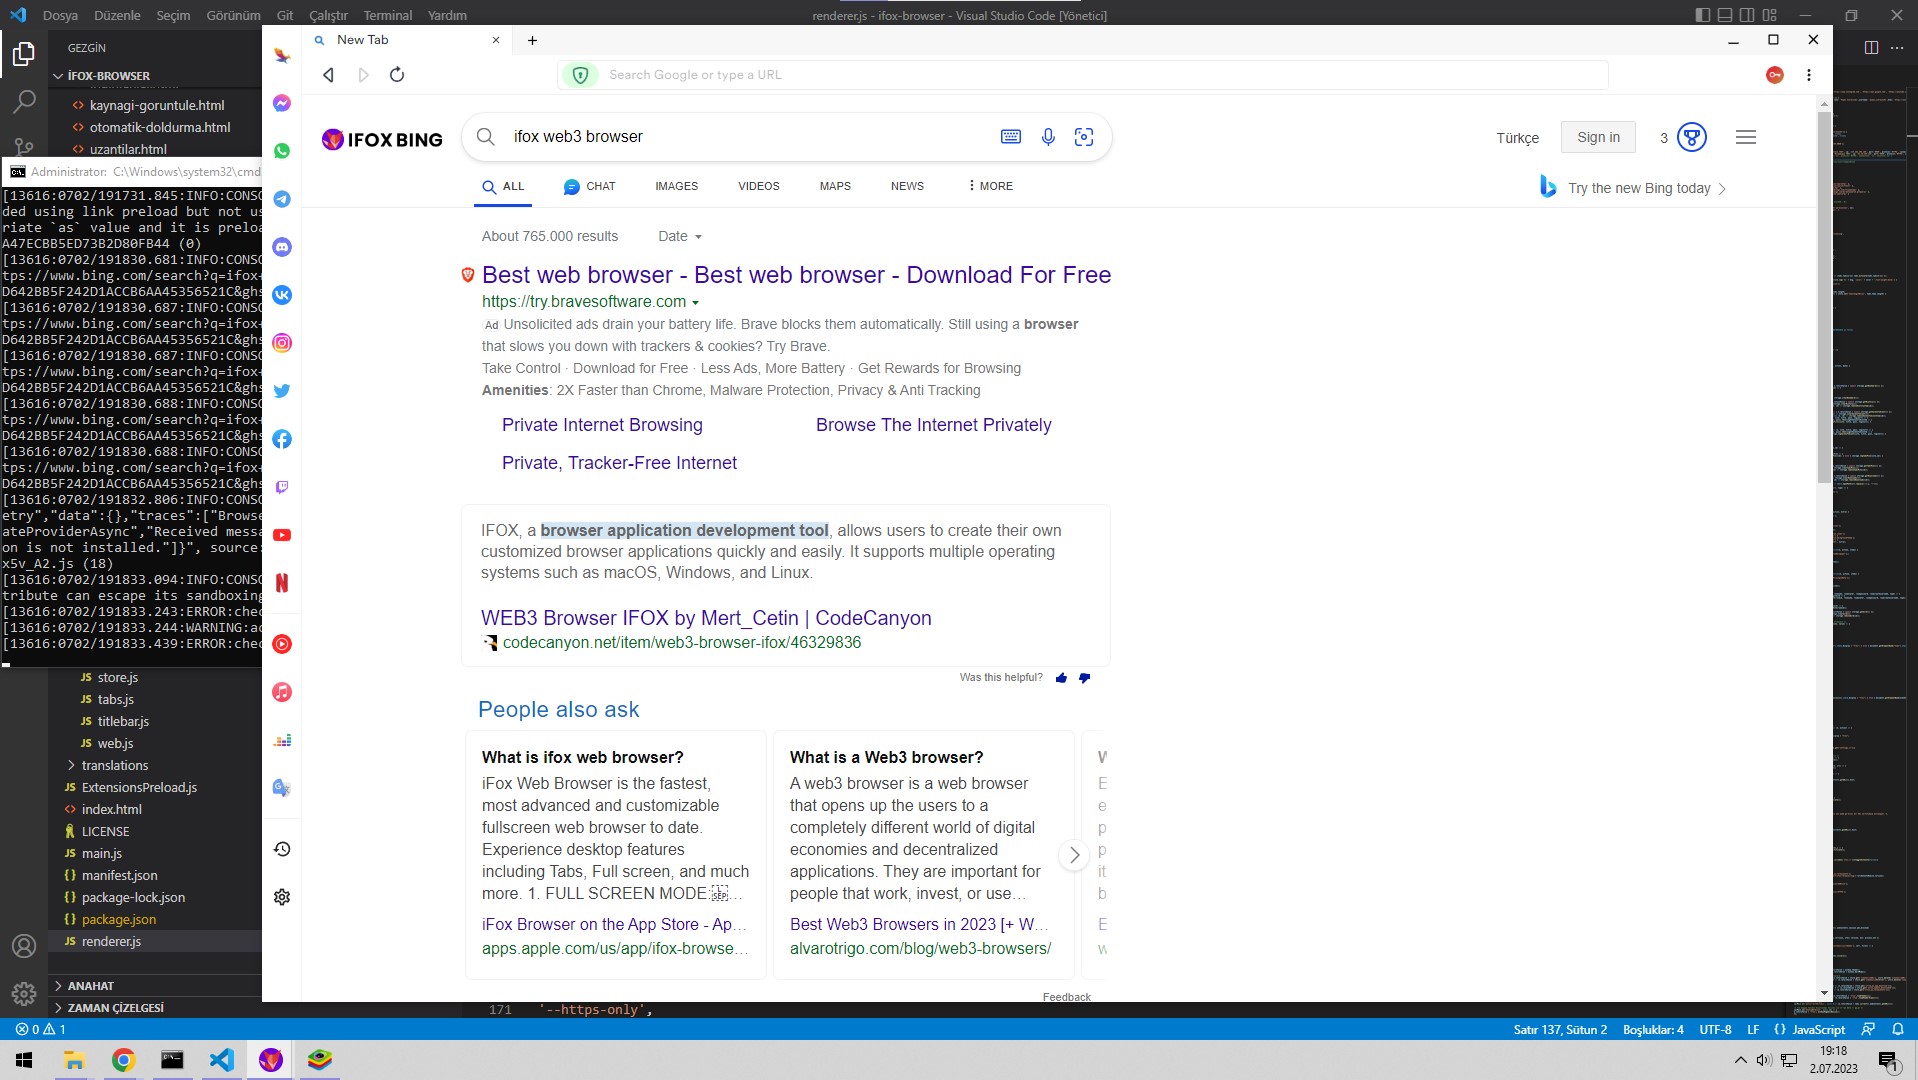 Dosya Düzenle Seçim Görünüm Git Çalıştır Terminal Yardım
renderer.js - ifox-browser - Visual Studio Code [Yönetici]
GEZGİN
İFOX-BROWSER
kaynagi-goruntule.html
otomatik-doldurma.html
uzantilar.html
Administrator: C:\Windows\system32\cmd
[13616:0702/191731.845:INFO:CONSO
ded using link preload but not us
riate `as` value and it is preloa
A47ECBB5ED73B2D80FB44 (0)
[13616:0702/191830.681:INFO:CONSO
tps://www.bing.com/search?q=ifox+
D642BB5F242D1ACCB6AA45356521C&ghs
[13616:0702/191830.687:INFO:CONSO
tps://www.bing.com/search?q=ifox+
D642BB5F242D1ACCB6AA45356521C&ghs
[13616:0702/191830.687:INFO:CONSO
tps://www.bing.com/search?q=ifox+
D642BB5F242D1ACCB6AA45356521C&ghs
[13616:0702/191830.688:INFO:CONSO
tps://www.bing.com/search?q=ifox+
D642BB5F242D1ACCB6AA45356521C&ghs
[13616:0702/191830.688:INFO:CONSO
tps://www.bing.com/search?q=ifox+
D642BB5F242D1ACCB6AA45356521C&ghs
[13616:0702/191832.806:INFO:CONSO
etry","data":{},"traces":["Browse
ateProviderAsync","Received messa
on is not installed."]}", source:
x5v_A2.js (18)
[13616:0702/191833.094:INFO:CONSO
tribute can escape its sandboxing
[13616:0702/191833.243:ERROR:chec
[13616:0702/191833.244:WARNING:ac
[13616:0702/191833.439:ERROR:chec
JS store.js
JS tabs.js
JS titlebar.js
JS web.js
translations
JS ExtensionsPreload.js
index.html
LICENSE
JS main.js
{} manifest.json
{} package-lock.json
{} package.json
JS renderer.js
ANAHAT
ZAMAN ÇİZELGESİ
New Tab
Search Google or type a URL
IFOX BING
ifox web3 browser
Türkçe
Sign in
3
ALL CHAT IMAGES VIDEOS MAPS NEWS MORE
Try the new Bing today
About 765.000 results Date
Best web browser - Best web browser - Download For Free
https://try.bravesoftware.com
Ad Unsolicited ads drain your battery life. Brave blocks them automatically. Still using a browser
that slows you down with trackers & cookies? Try Brave.
Take Control · Download for Free · Less Ads, More Battery · Get Rewards for Browsing
Amenities: 2X Faster than Chrome, Malware Protection, Privacy & Anti Tracking
Private Internet Browsing Browse The Internet Privately
Private, Tracker-Free Internet
IFOX, a browser application development tool, allows users to create their own
customized browser applications quickly and easily. It supports multiple operating
systems such as macOS, Windows, and Linux.
WEB3 Browser IFOX by Mert_Cetin | CodeCanyon
codecanyon.net/item/web3-browser-ifox/46329836
Was this helpful?
People also ask
What is ifox web browser?
iFox Web Browser is the fastest,
most advanced and customizable
fullscreen web browser to date.
Experience desktop features
including Tabs, Full screen, and much
more. 1. FULL SCREEN MODE:SEP…
iFox Browser on the App Store - Ap…
apps.apple.com/us/app/ifox-browse…
What is a Web3 browser?
A web3 browser is a web browser
that opens up the users to a
completely different world of digital
economies and decentralized
applications. They are important for
people that work, invest, or use…
Best Web3 Browsers in 2023 [+ W…
alvarotrigo.com/blog/web3-browsers/
Feedback
171 '--https-only',
0 1
Satır 137, Sütun 2 Boşluklar: 4 UTF-8 LF {} JavaScript
19:18
2.07.2023
1